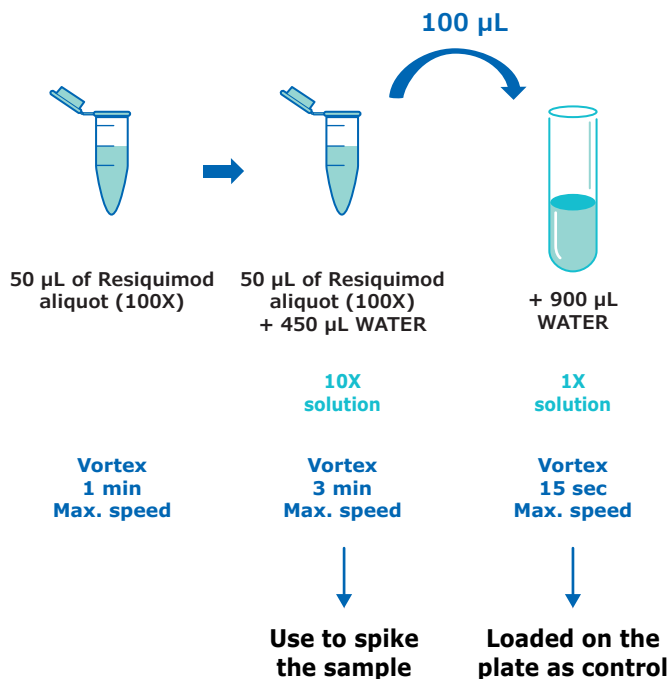 100 µL
50 µL of Resiquimod
aliquot (100X)
50 µL of Resiquimod
aliquot (100X)
+ 450 µL WATER
+ 900 µL
WATER
10X
solution
1X
solution
Vortex
1 min
Max. speed
Vortex
3 min
Max. speed
Vortex
15 sec
Max. speed
Use to spike
the sample
Loaded on the
plate as control